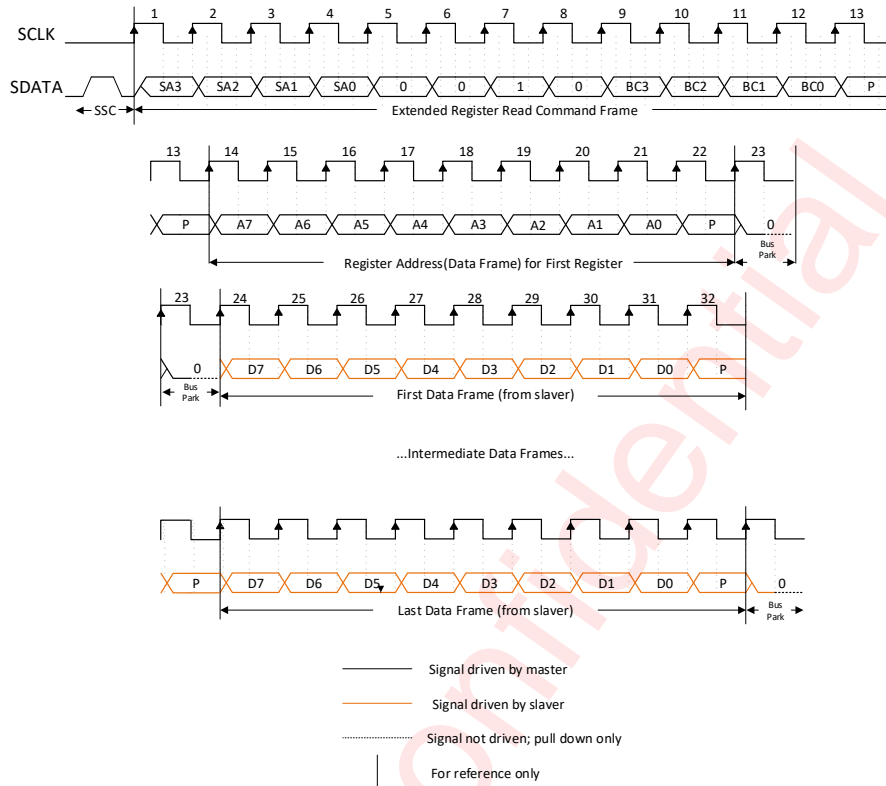 1 2 3 4 5 6 7 8 9 10 11 12 13
SCLK
SDATA SA3 SA2 SA1 SA0 0 0 1 0 BC3 BC2 BC1 BC0 P
SSC Extended Register Read Command Frame
13 14 15 16 17 18 19 20 21 22 23
P A7 A6 A5 A4 A3 A2 A1 A0 P 0
Register Address(Data Frame) for First Register Bus
Park
23 24 25 26 27 28 29 30 31 32
0 D7 D6 D5 D4 D3 D2 D1 D0 P
Bus
Park First Data Frame (from slaver)
...Intermediate Data Frames...
P D7 D6 D5 D4 D3 D2 D1 D0 P 0
Last Data Frame (from slaver) Bus
Park
Signal driven by master
Signal driven by slaver
Signal not driven; pull down only
For reference only
onfidential